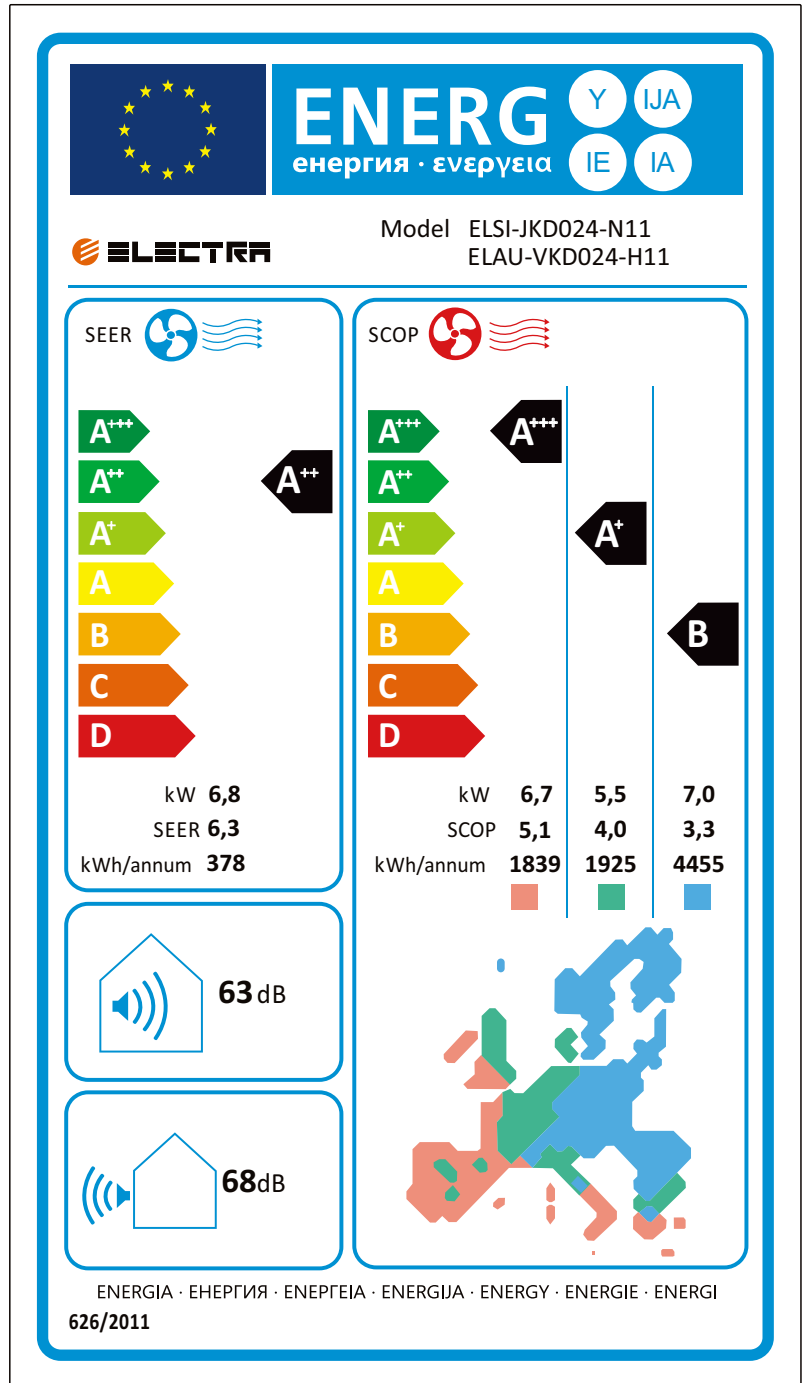 ENERG
енергия · ενεργεια
Y IJA
IE IA
ELECTRA
Model ELSI-JKD024-N11
ELAU-VKD024-H11
SEER
A+++
A++
A+
A
B
C
D
A++
kW 6,8
SEER 6,3
kWh/annum 378
SCOP
A+++
A++
A+
A
B
C
D
A+++
A+
B
kW 6,7 5,5 7,0
SCOP 5,1 4,0 3,3
kWh/annum 1839 1925 4455
63 dB
68dB
ENERGIA · ЕНЕРГИЯ · ΕΝΕΡΓΕΙΑ · ENERGIJA · ENERGY · ENERGIE · ENERGI
626/2011